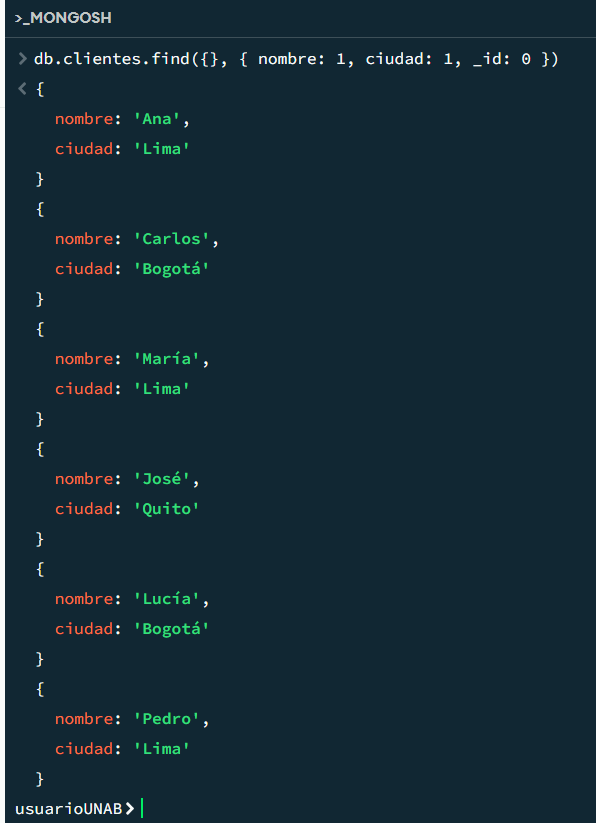 >_MONGOSH
> db.clientes.find({}, { nombre: 1, ciudad: 1, _id: 0 })
< {
nombre: 'Ana',
ciudad: 'Lima'
}
{
nombre: 'Carlos',
ciudad: 'Bogotá'
}
{
nombre: 'María',
ciudad: 'Lima'
}
{
nombre: 'José',
ciudad: 'Quito'
}
{
nombre: 'Lucía',
ciudad: 'Bogotá'
}
{
nombre: 'Pedro',
ciudad: 'Lima'
}
usuarioUNAB>